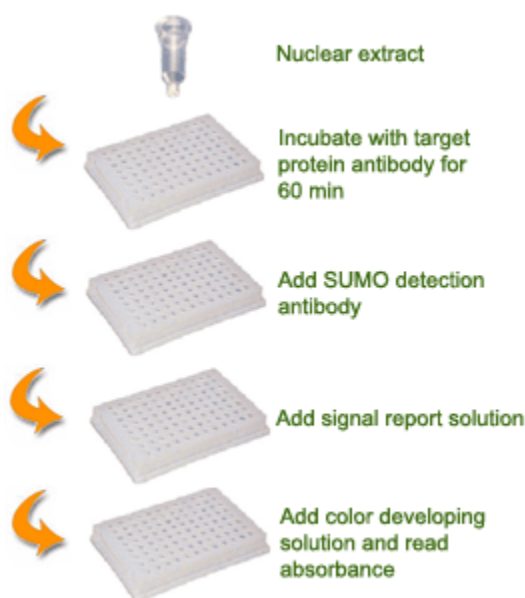 Nuclear extract
Incubate with target
protein antibody for
60 min
Add SUMO detection
antibody
Add signal report solution
Add color developing
solution and read
absorbance